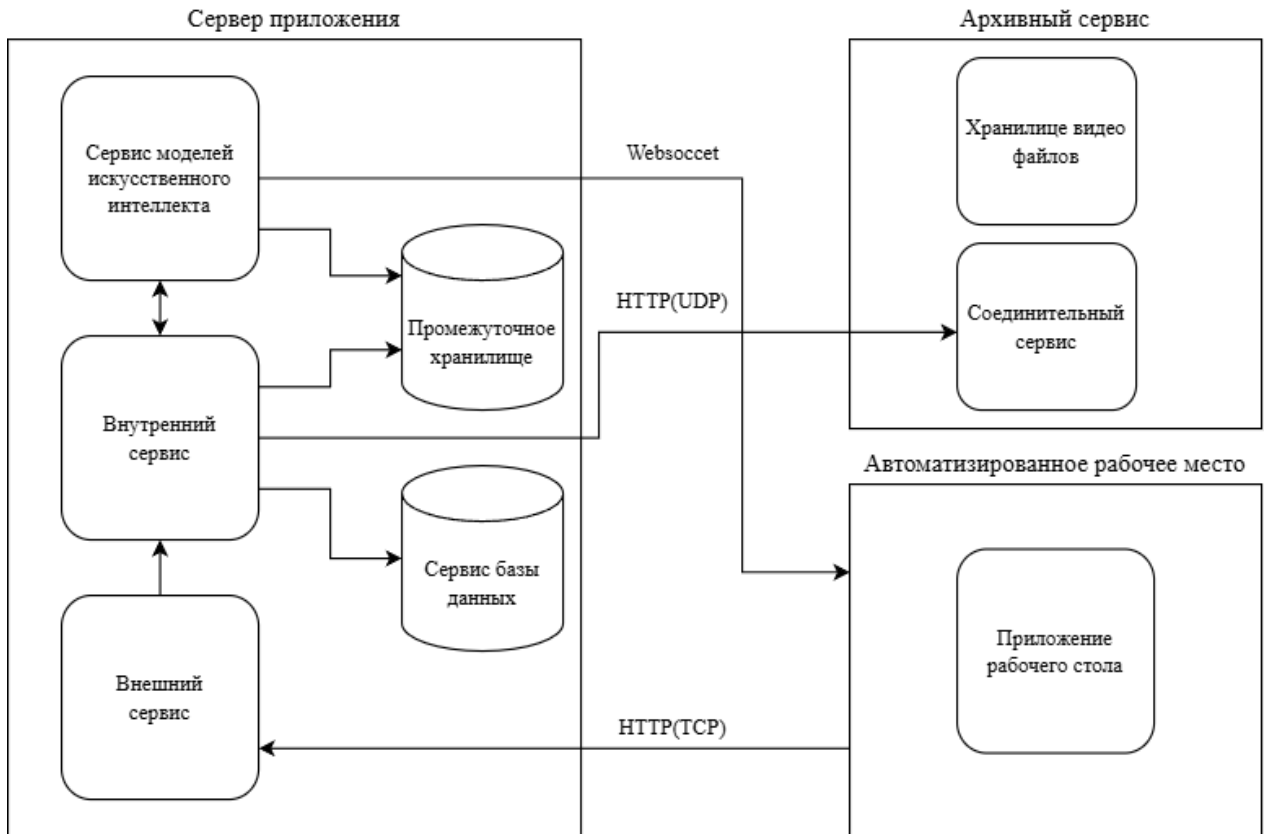 Сервер приложения
Архивный сервис
Сервис моделей
искусственного
интеллекта
Websoccet
Хранилице видео
файлов
Промежуточное
хранилище
HTTP(UDP)
Соединительный
сервис
Внутренний
сервис
Автоматизированное рабочее место
Сервис базы
данных
Приложение
рабочего стола
Внешний
сервис
HTTP(TCP)